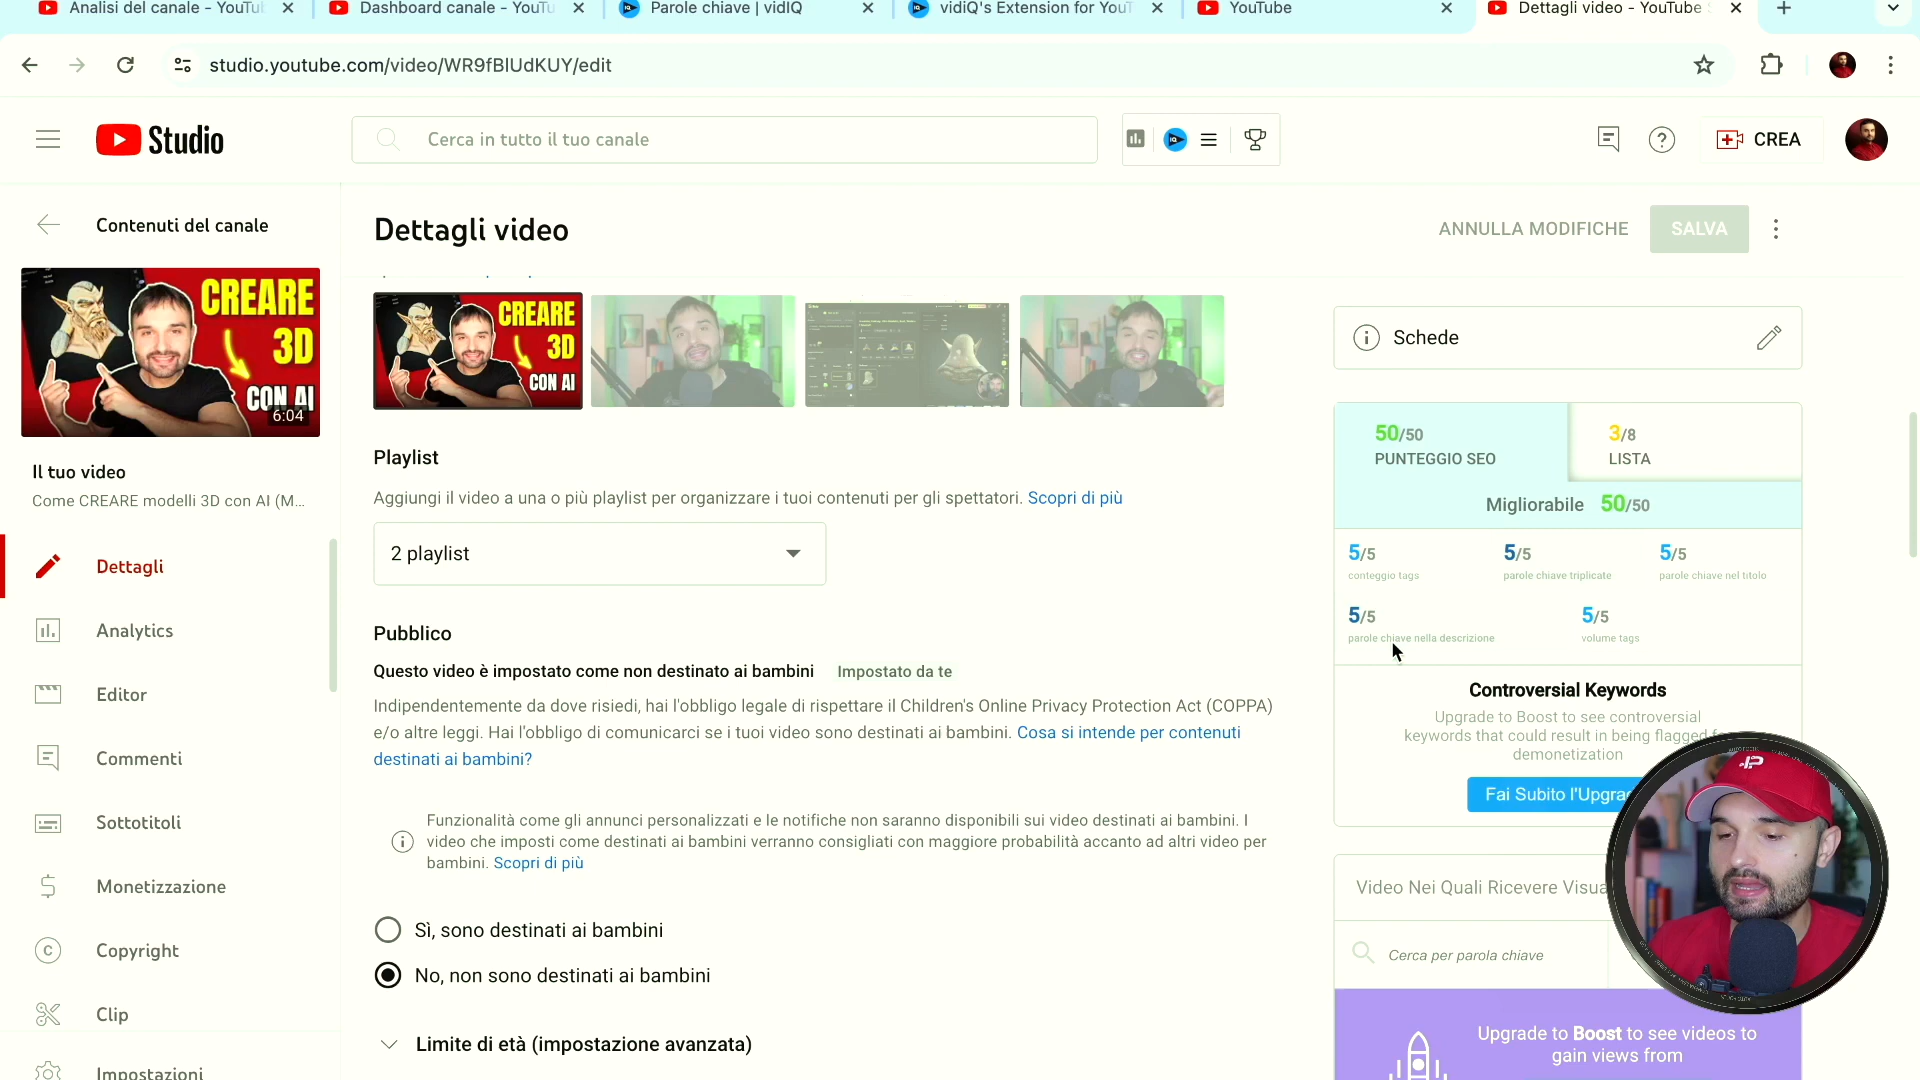 Analisi del canale - YouTu
Dashboard canale - YouTu
Parole chiave | vidIQ
vidiQ's Extension for YouT
YouTube
Dettagli video - YouTube S
studio.youtube.com/video/WR9fBlUdKUY/edit
Studio
Cerca in tutto il tuo canale
CREA
Contenuti del canale
CREARE
3D
CON AI
6:04
Il tuo video
Come CREARE modelli 3D con AI (M...
Dettagli
Analytics
Editor
Commenti
Sottotitoli
Monetizzazione
Copyright
Clip
Impostazioni
Dettagli video
ANNULLA MODIFICHE
SALVA
CREARE
3D
CON AI
Playlist
Aggiungi il video a una o più playlist per organizzare i tuoi contenuti per gli spettatori. Scopri di più
2 playlist
Pubblico
Questo video è impostato come non destinato ai bambini
Impostato da te
Indipendentemente da dove risiedi, hai l'obbligo legale di rispettare il Children's Online Privacy Protection Act (COPPA)
e/o altre leggi. Hai l'obbligo di comunicarci se i tuoi video sono destinati ai bambini. Cosa si intende per contenuti
destinati ai bambini?
Funzionalità come gli annunci personalizzati e le notifiche non saranno disponibili sui video destinati ai bambini. I
video che imposti come destinati ai bambini verranno consigliati con maggiore probabilità accanto ad altri video per
bambini. Scopri di più
Sì, sono destinati ai bambini
No, non sono destinati ai bambini
Limite di età (impostazione avanzata)
Schede
50/50
PUNTEGGIO SEO
3/8
LISTA
Migliorabile 50/50
5/5
conteggio tags
5/5
parole chiave triplicate
5/5
parole chiave nel titolo
5/5
parole chiave nella descrizione
5/5
volume tags
Controversial Keywords
Upgrade to Boost to see controversial
keywords that could result in being flagged
demonetization
Fai Subito l'Upgra
Video Nei Quali Ricevere Visua
Cerca per parola chiave
Upgrade to Boost to see videos to
gain views from